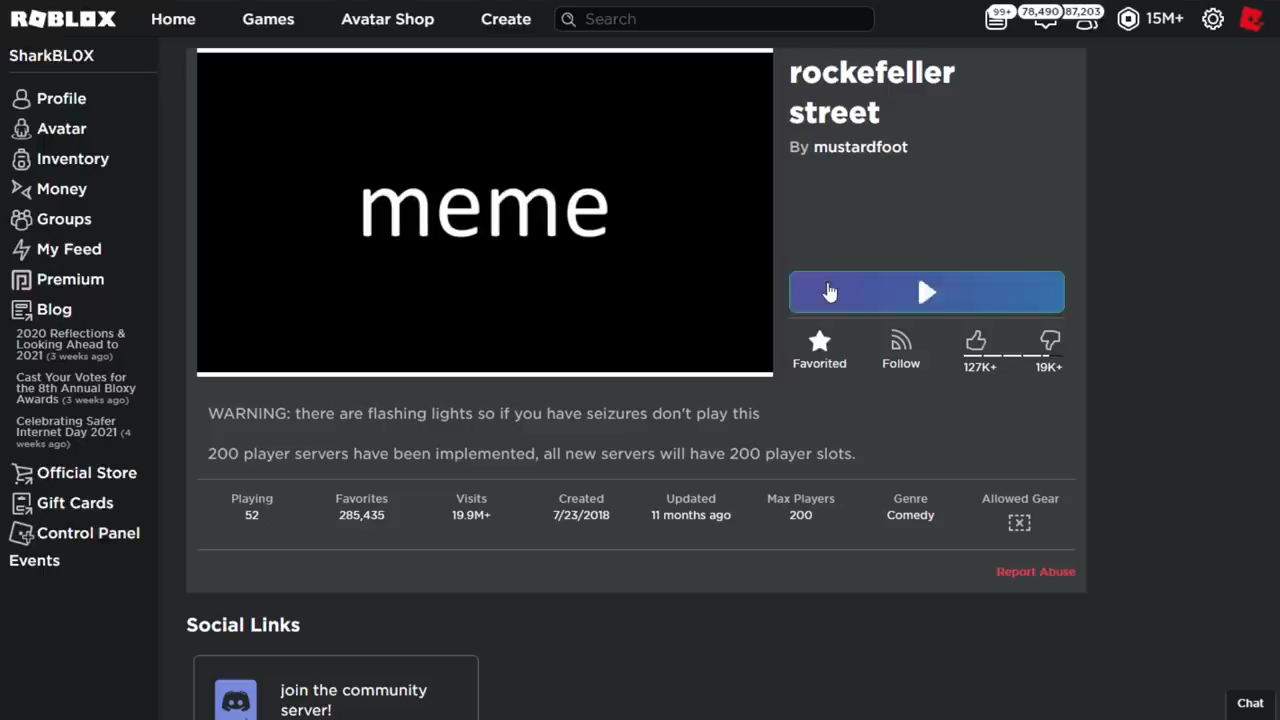 ROBLOX
Home
Games
Avatar Shop
Create
Search
99+
78,490
87,203
15M+
SharkBL0X
Profile
Avatar
Inventory
Money
Groups
My Feed
Premium
Blog
2020 Reflections &
Looking Ahead to
2021 (3 weeks ago)
Cast Your Votes for
the 8th Annual Bloxy
Awards (3 weeks ago)
Celebrating Safer
Internet Day 2021 (4
weeks ago)
Official Store
Gift Cards
Control Panel
Events
meme
rockefeller
street
By mustardfoot
Favorited
Follow
127K+
19K+
WARNING: there are flashing lights so if you have seizures don't play this
200 player servers have been implemented, all new servers will have 200 player slots.
Playing
52
Favorites
285,435
Visits
19.9M+
Created
7/23/2018
Updated
11 months ago
Max Players
200
Genre
Comedy
Allowed Gear
Report Abuse
Social Links
join the community
server!
Chat